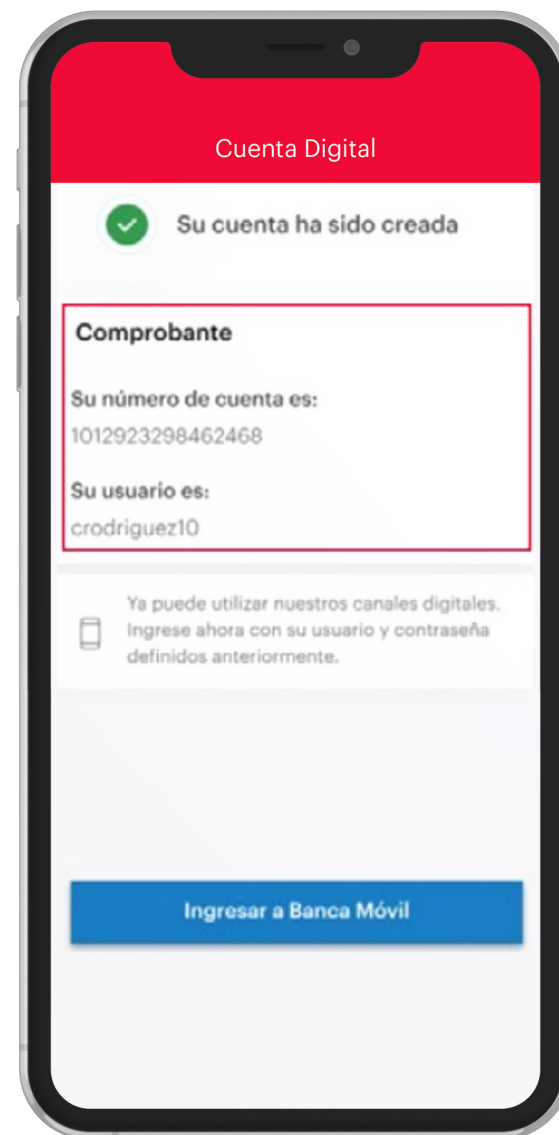 Cuenta Digital
Su cuenta ha sido creada
Comprobante
Su número de cuenta es:
1012923298462468
Su usuario es:
crodriguez10
Ya puede utilizar nuestros canales digitales.
Ingrese ahora con su usuario y contraseña
definidos anteriormente.
Ingresar a Banca Móvil